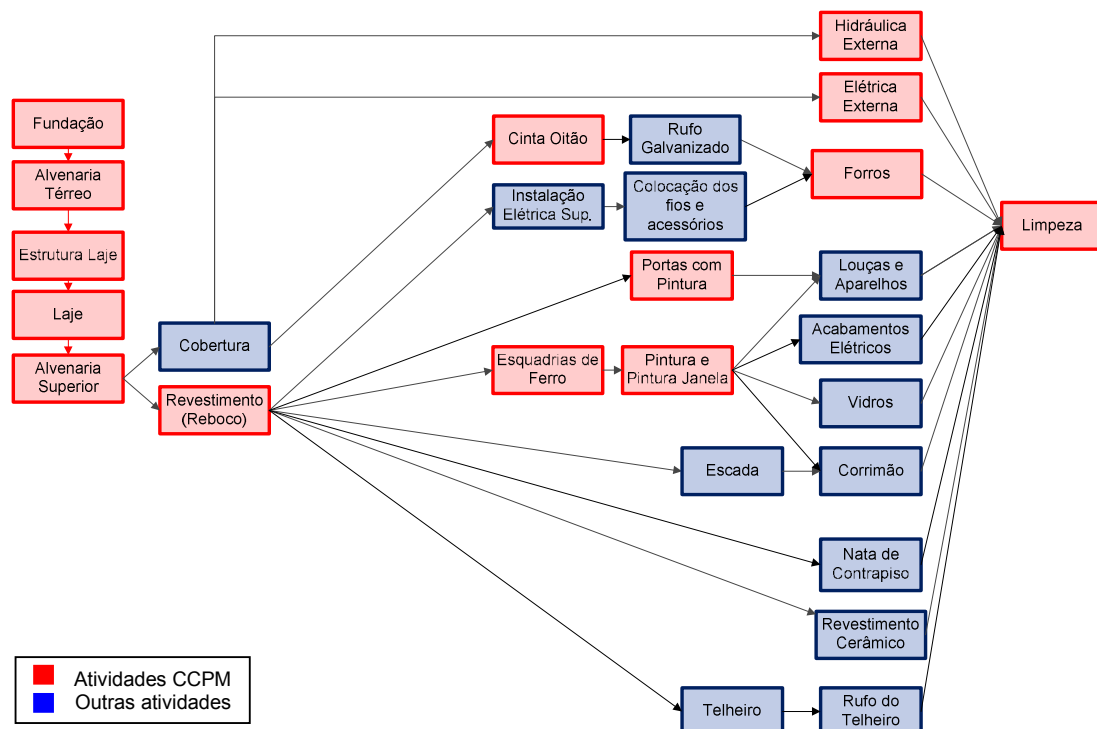 Hidráulica
Externa
Elétrica
Externa
Fundação
Cinta Oitão
Rufo
Galvanizado
Forros
Alvenaria
Térreo
Instalação
Elétrica Sup.
Colocação dos
fios e
acessórios
Limpeza
Estrutura Laje
Portas com
Pintura
Louças e
Aparelhos
Laje
Cobertura
Acabamentos
Elétricos
Alvenaria
Superior
Esquadrias de
Ferro
Pintura e
Pintura Janela
Revestimento
(Reboco)
Vidros
Escada
Corrimão
Nata de
Contrapiso
Revestimento
Cerâmico
Atividades CCPM
Outras atividades
Telheiro
Rufo do
Telheiro